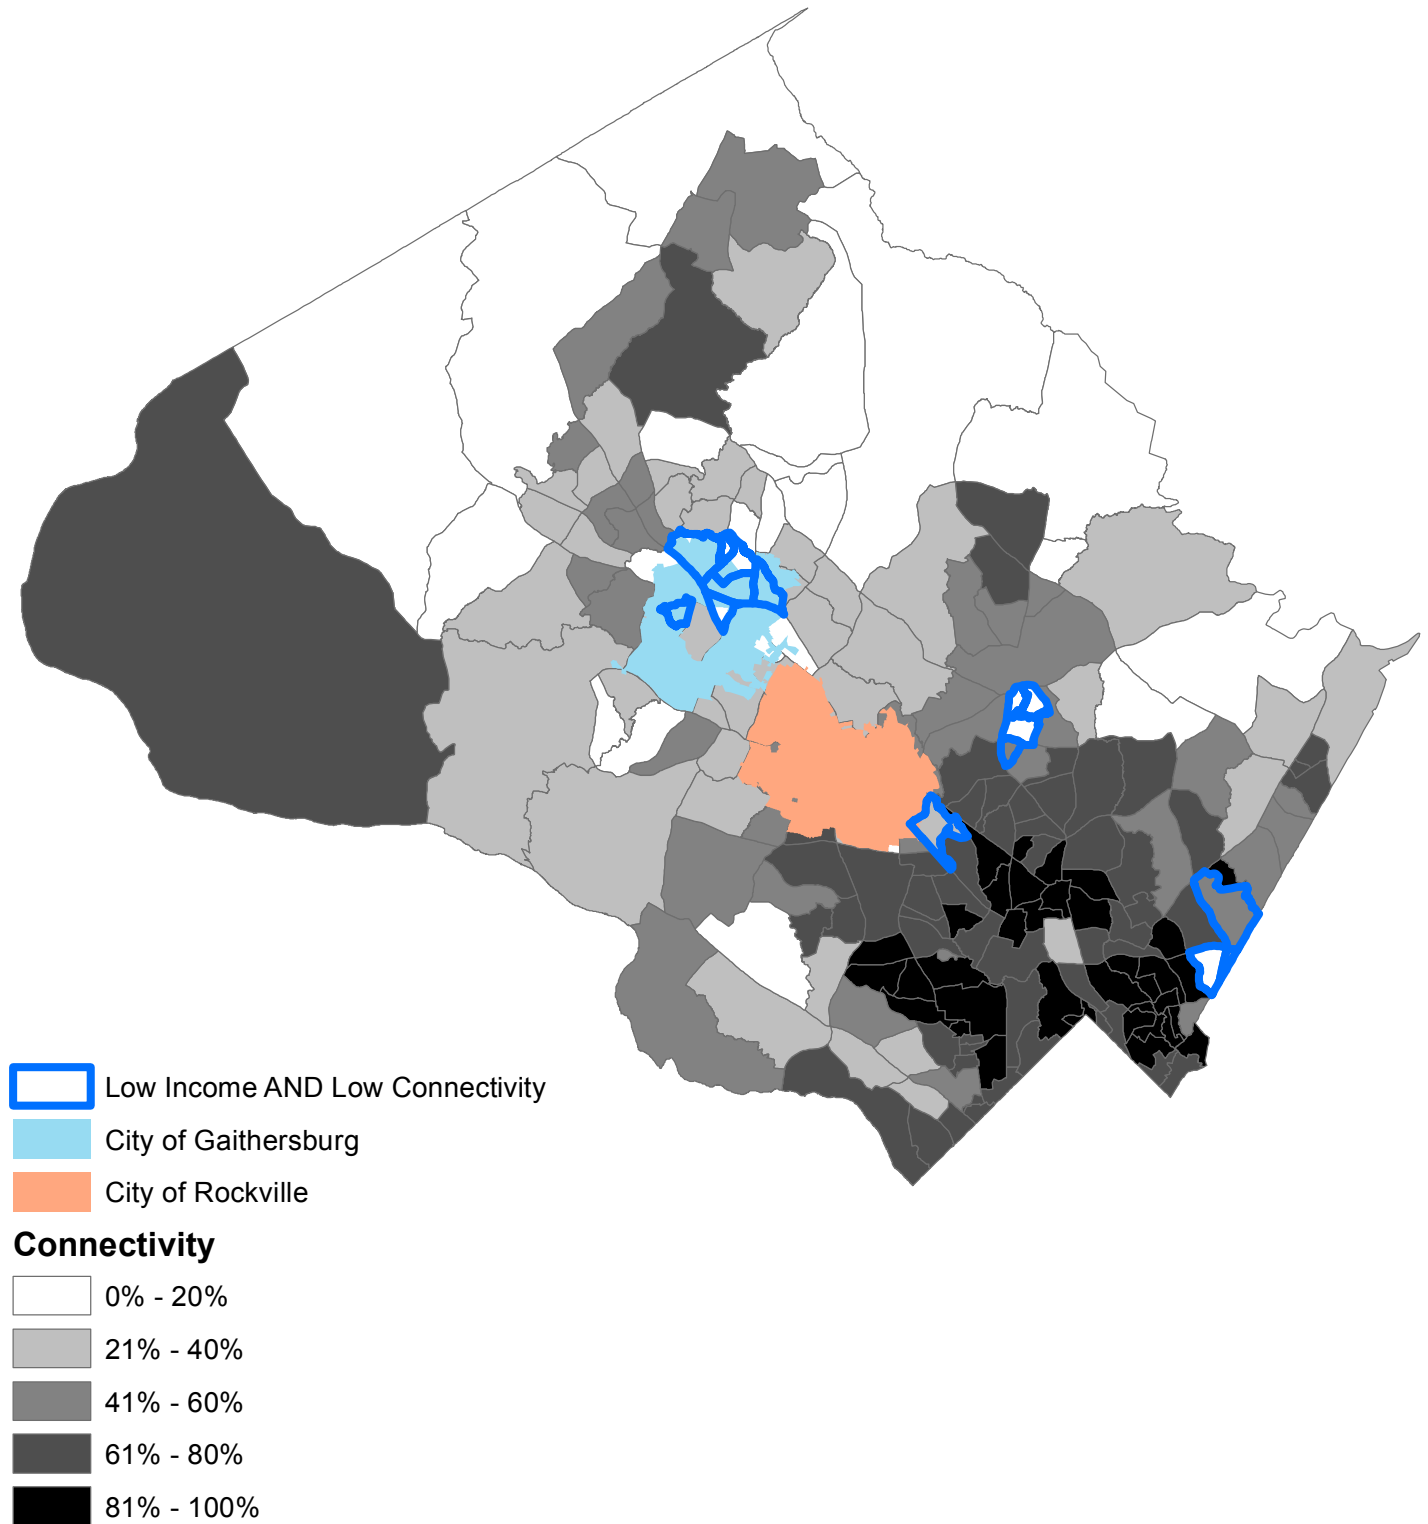 Low Income AND Low Connectivity
City of Gaithersburg
City of Rockville
Connectivity
0% - 20%
21% - 40%
41% - 60%
61% - 80%
81% - 100%